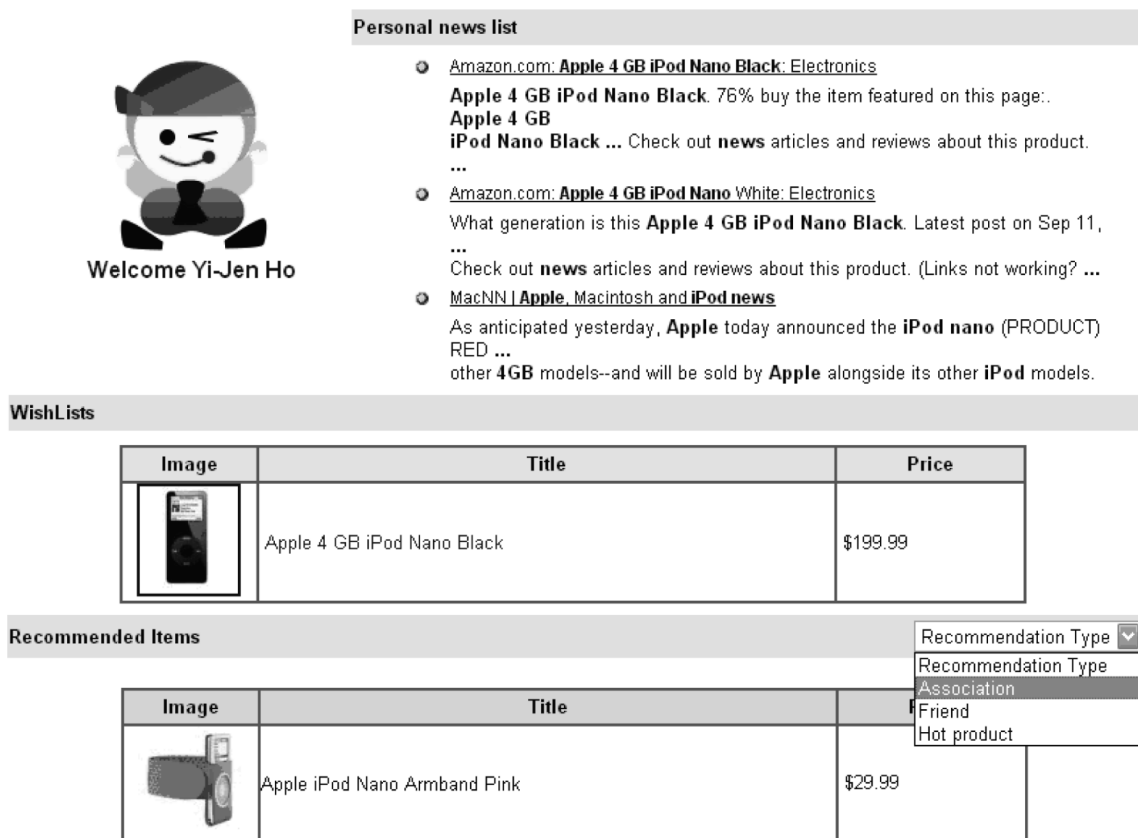 Personal news list
Amazon.com: Apple 4 GB iPod Nano Black: Electronics
Apple 4 GB iPod Nano Black. 76% buy the item featured on this page:.
Apple 4 GB
iPod Nano Black ... Check out news articles and reviews about this product.
...
Amazon.com: Apple 4 GB iPod Nano White: Electronics
What generation is this Apple 4 GB iPod Nano Black. Latest post on Sep 11,
...
Check out news articles and reviews about this product. (Links not working? ...
MacNN | Apple, Macintosh and iPod news
As anticipated yesterday, Apple today announced the iPod nano (PRODUCT)
RED ...
other 4GB models--and will be sold by Apple alongside its other iPod models.
Welcome Yi-Jen Ho
WishLists
Image Title Price
Apple 4 GB iPod Nano Black $199.99
Recommended Items Recommendation Type
Recommendation Type
Association
Friend
Hot product
Image Title
Apple iPod Nano Armband Pink $29.99